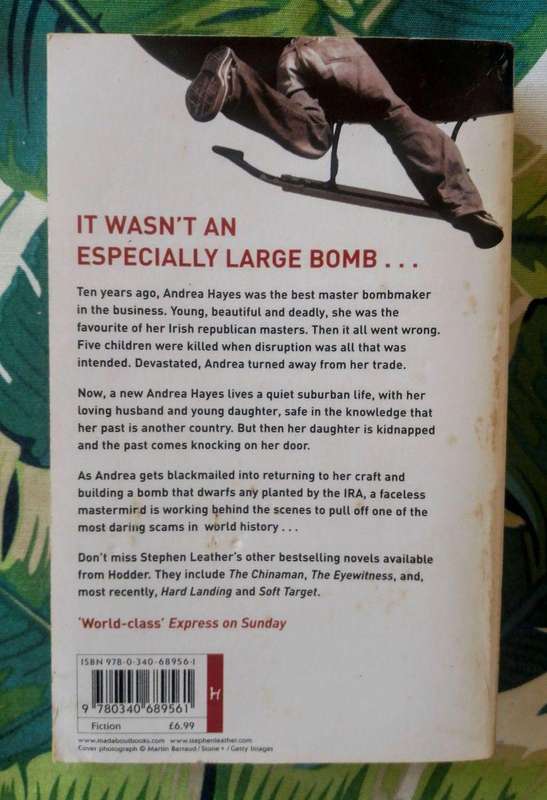 IT WASN'T AN
ESPECIALLY LARGE BOMB . . .
Ten years ago, Andrea Hayes was the best master bombmaker
in the business. Young, beautiful and deadly, she was the
favourite of her Irish republican masters. Then it all went wrong.
Five children were killed when disruption was all that was
intended. Devastated, Andrea turned away from her trade.
Now, a new Andrea Hayes lives a quiet suburban life, with her
loving husband and young daughter, safe in the knowledge that
her past is another country. But then her daughter is kidnapped
and the past comes knocking on her door.
As Andrea gets blackmailed into returning to her craft and
building a bomb that dwarfs any planted by the IRA, a faceless
mastermind is working behind the scenes to pull off one of the
most daring scams in world history . . .
Don't miss Stephen Leather's other bestselling novels available
from Hodder. They include The Chinaman, The Eyewitness, and,
most recently, Hard Landing and Soft Target.
'World-class' Express on Sunday
ISBN 978-0-340-68956-1
9 780340 689561
H
Fiction £6.99
www.madaboutbooks.com www.stephenleather.com
Cover photograph © Martin Barraud / Stone+ / Getty Images